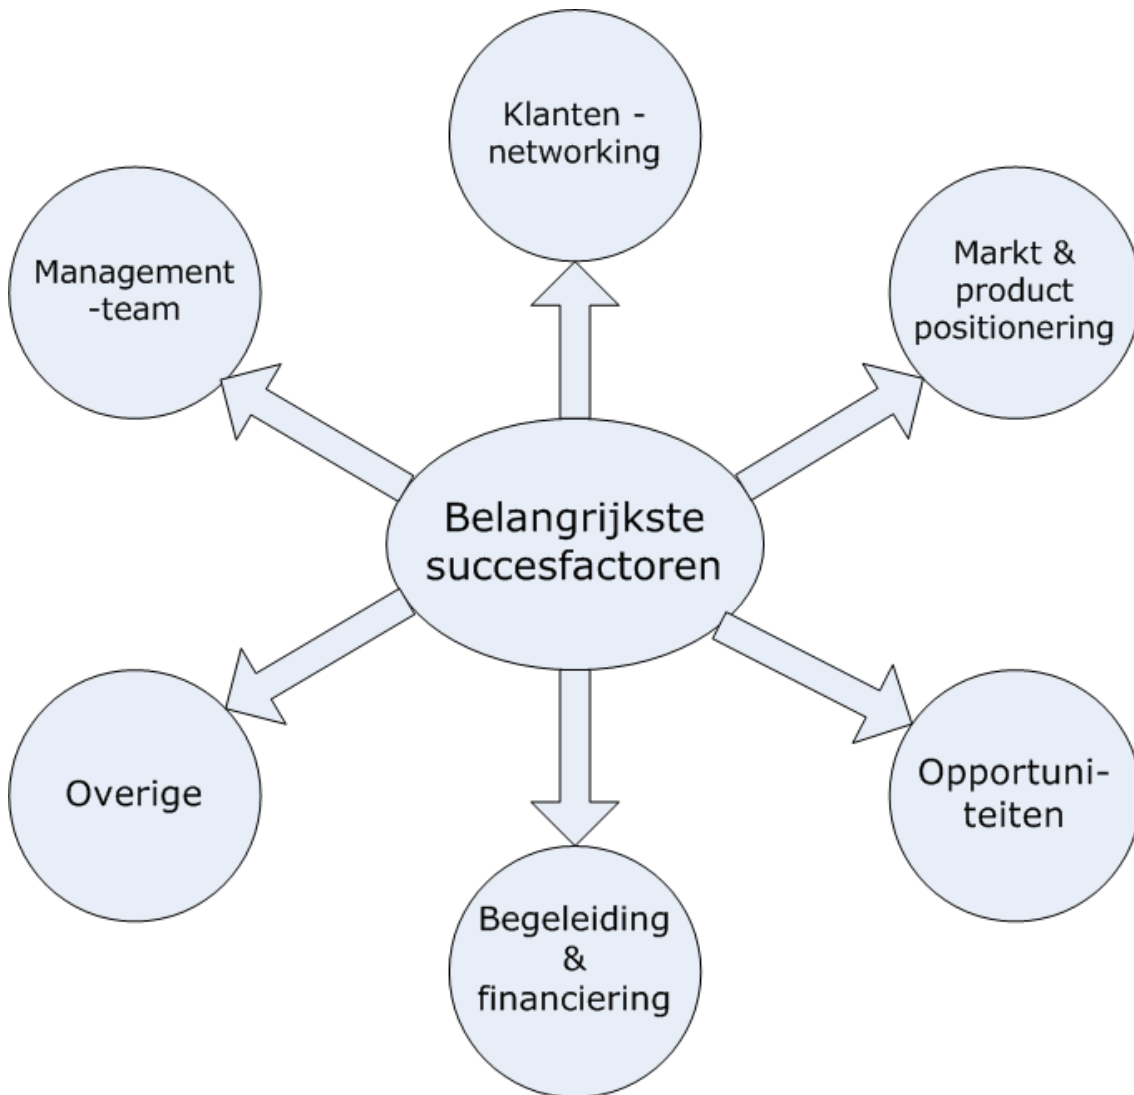 Klanten -
networking
Management
-team
Markt &
product
positionering
Belangrijkste
succesfactoren
Overige
Opportuni-
teiten
Begeleiding
&
financiering